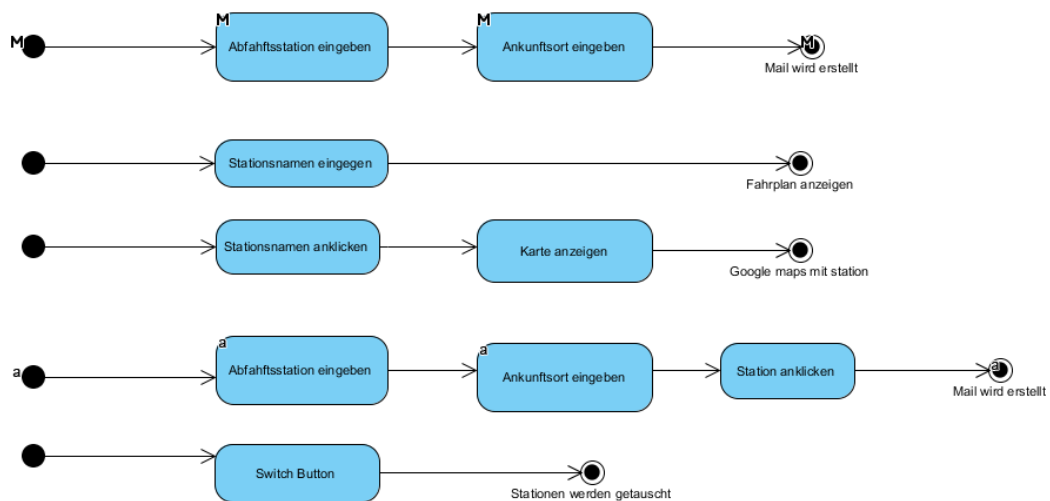 M
M
Abfahftsstation eingeben
M
Ankunftsort eingeben
M
Mail wird erstellt
Stationsnamen eingegen
Fahrplan anzeigen
Stationsnamen anklicken
Karte anzeigen
Google maps mit station
a
a
Abfahftsstation eingeben
a
Ankunftsort eingeben
Station anklicken
a
Mail wird erstellt
Switch Button
Stationen werden getauscht